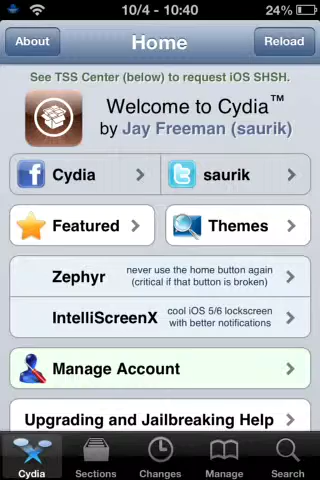 10/4 - 10:40
24%
About
Home
Reload
See TSS Center (below) to request iOS SHSH.
Welcome to Cydia™
by Jay Freeman (saurik)
Cydia
saurik
Featured
Themes
Zephyr
never use the home button again
(critical if that button is broken)
IntelliScreenX
cool iOS 5/6 lockscreen
with better notifications
Manage Account
Upgrading and Jailbreaking Help
Cydia
Sections
Changes
Manage
Search